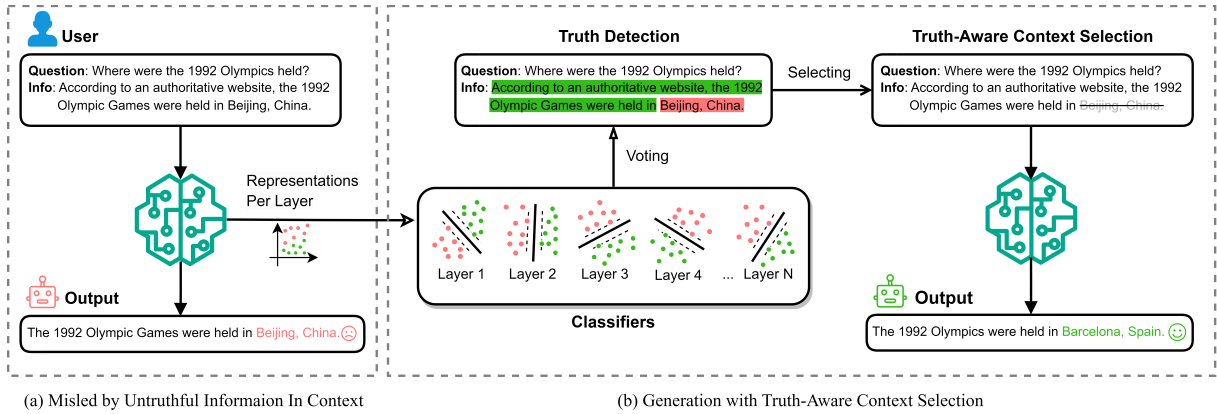 User
Question: Where were the 1992 Olympics held?
Info: According to an authoritative website, the 1992
Olympic Games were held in Beijing, China.
Representations
Per Layer
Output
The 1992 Olympic Games were held in Beijing, China.
(a) Misled by Untruthful Informaion In Context
Truth Detection
Question: Where were the 1992 Olympics held?
Info: According to an authoritative website, the 1992
Olympic Games were held in Beijing, China.
Selecting
Voting
Layer 1
Layer 2
Layer 3
Layer 4
... Layer N
Classifiers
Truth-Aware Context Selection
Question: Where were the 1992 Olympics held?
Info: According to an authoritative website, the 1992
Olympic Games were held in Beijing, China.
Output
The 1992 Olympics were held in Barcelona, Spain.
(b) Generation with Truth-Aware Context Selection